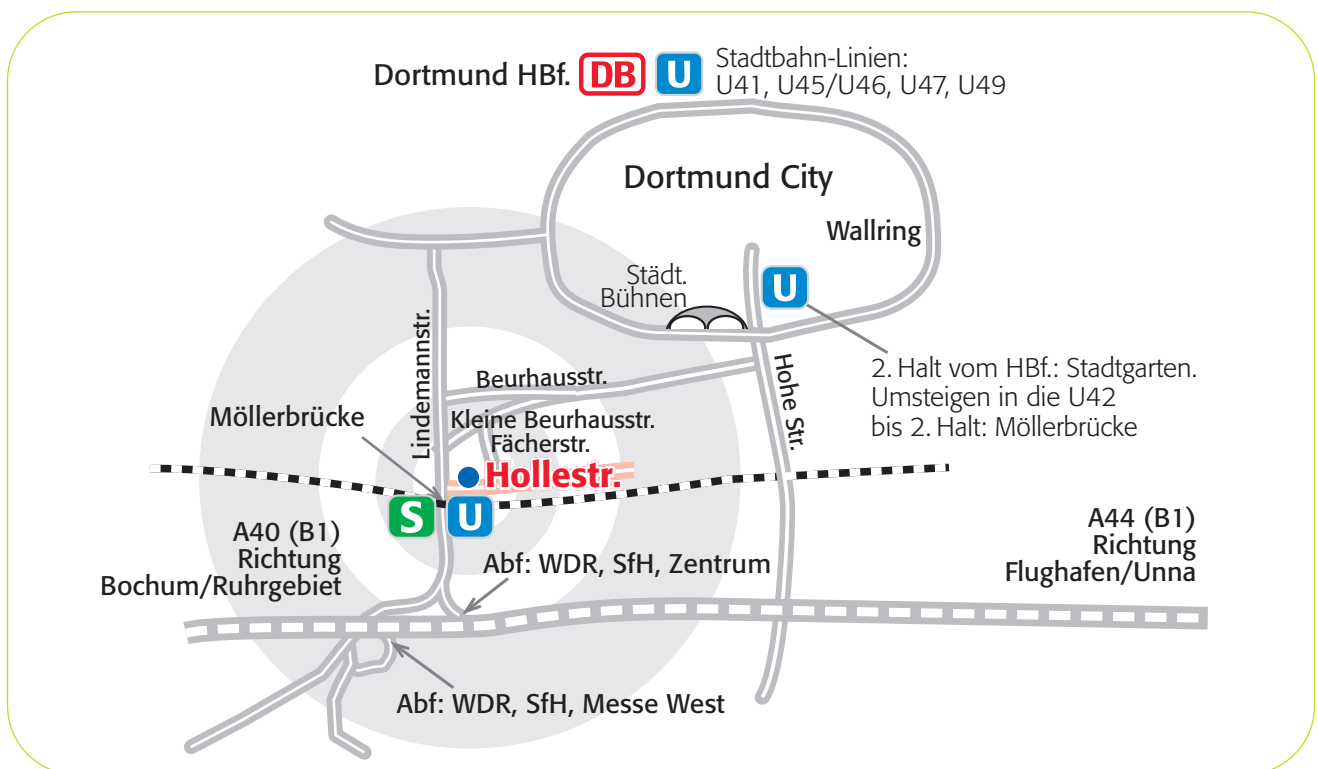 Dortmund HBf. DB U Stadtbahn-Linien:
U41, U45/U46, U47, U49
Dortmund City
Wallring
Städt.
Bühnen
U
2. Halt vom HBf.: Stadtgarten.
Umsteigen in die U42
bis 2. Halt: Möllerbrücke
Hohe Str.
Lindemannstr.
Beurhausstr.
Möllerbrücke
Kleine Beurhausstr.
Fächerstr.
Hollestr.
S U
A40 (B1)
Richtung
Bochum/Ruhrgebiet
Abf: WDR, SfH, Zentrum
A44 (B1)
Richtung
Flughafen/Unna
Abf: WDR, SfH, Messe West